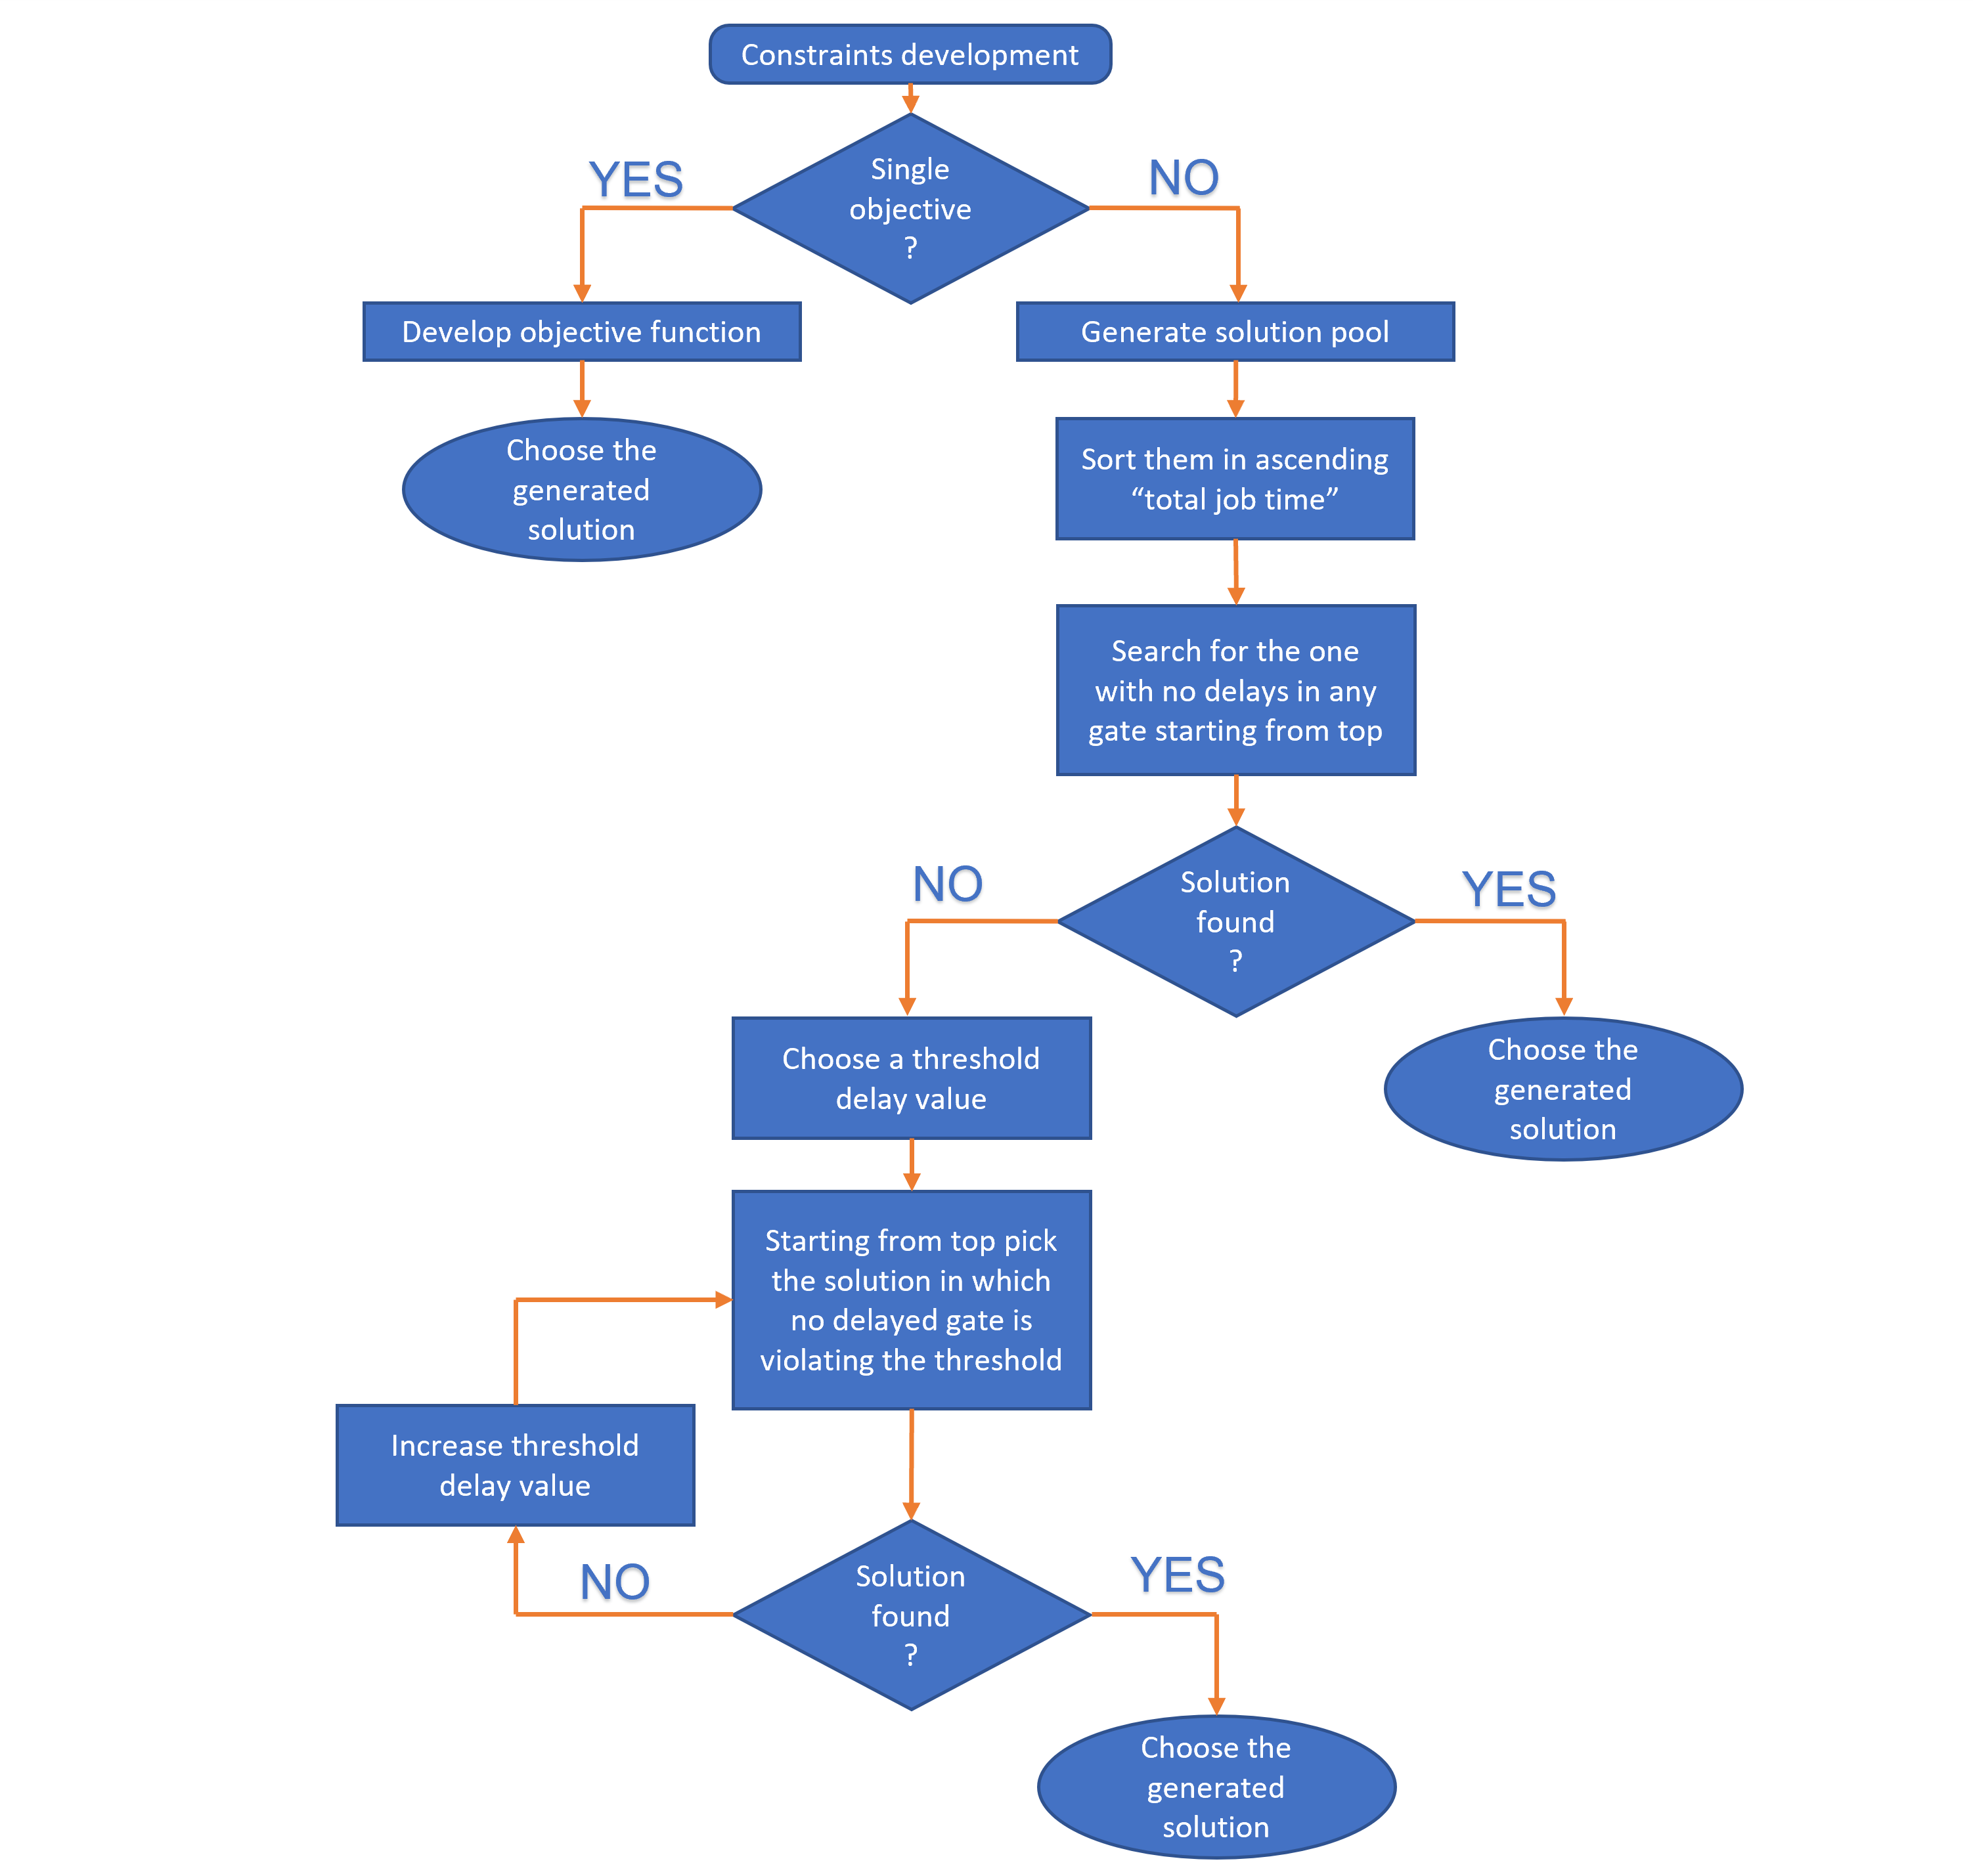 Constraints development
Single
objective
?
YES
NO
Develop objective function
Generate solution pool
Choose the
generated
solution
Sort them in ascending
“total job time”
Search for the one
with no delays in any
gate starting from top
Solution
found
?
NO
YES
Choose a threshold
delay value
Choose the
generated
solution
Starting from top pick
the solution in which
no delayed gate is
violating the threshold
Increase threshold
delay value
Solution
found
?
NO
YES
Choose the
generated
solution